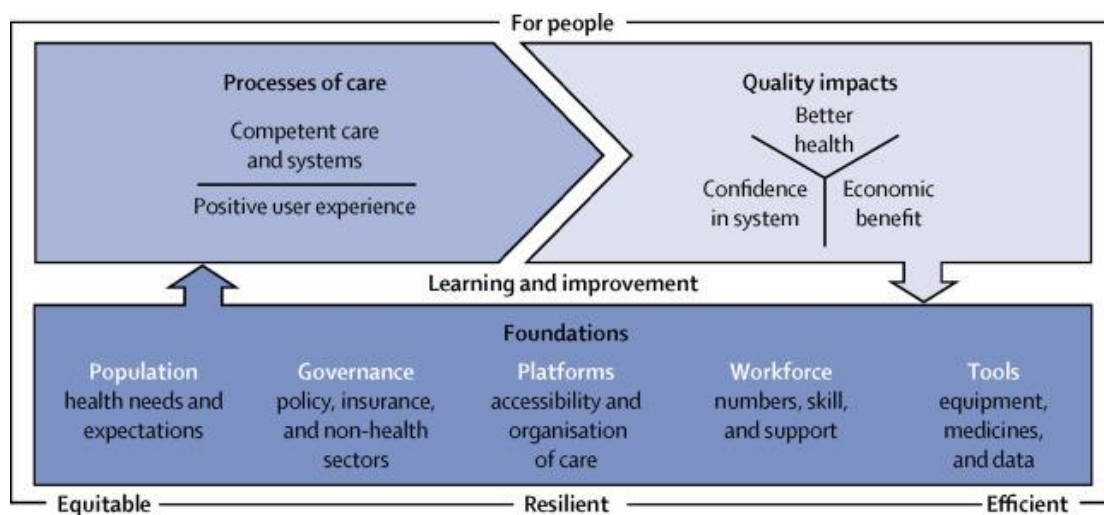 For people
Processes of care
Competent care
and systems
Positive user experience
Quality impacts
Better
health
Confidence
in system
Economic
benefit
Learning and improvement
Foundations
Population
health needs and
expectations
Governance
policy, insurance,
and non-health
sectors
Platforms
accessibility and
organisation
of care
Workforce
numbers, skill,
and support
Tools
equipment,
medicines,
and data
Equitable
Resilient
Efficient